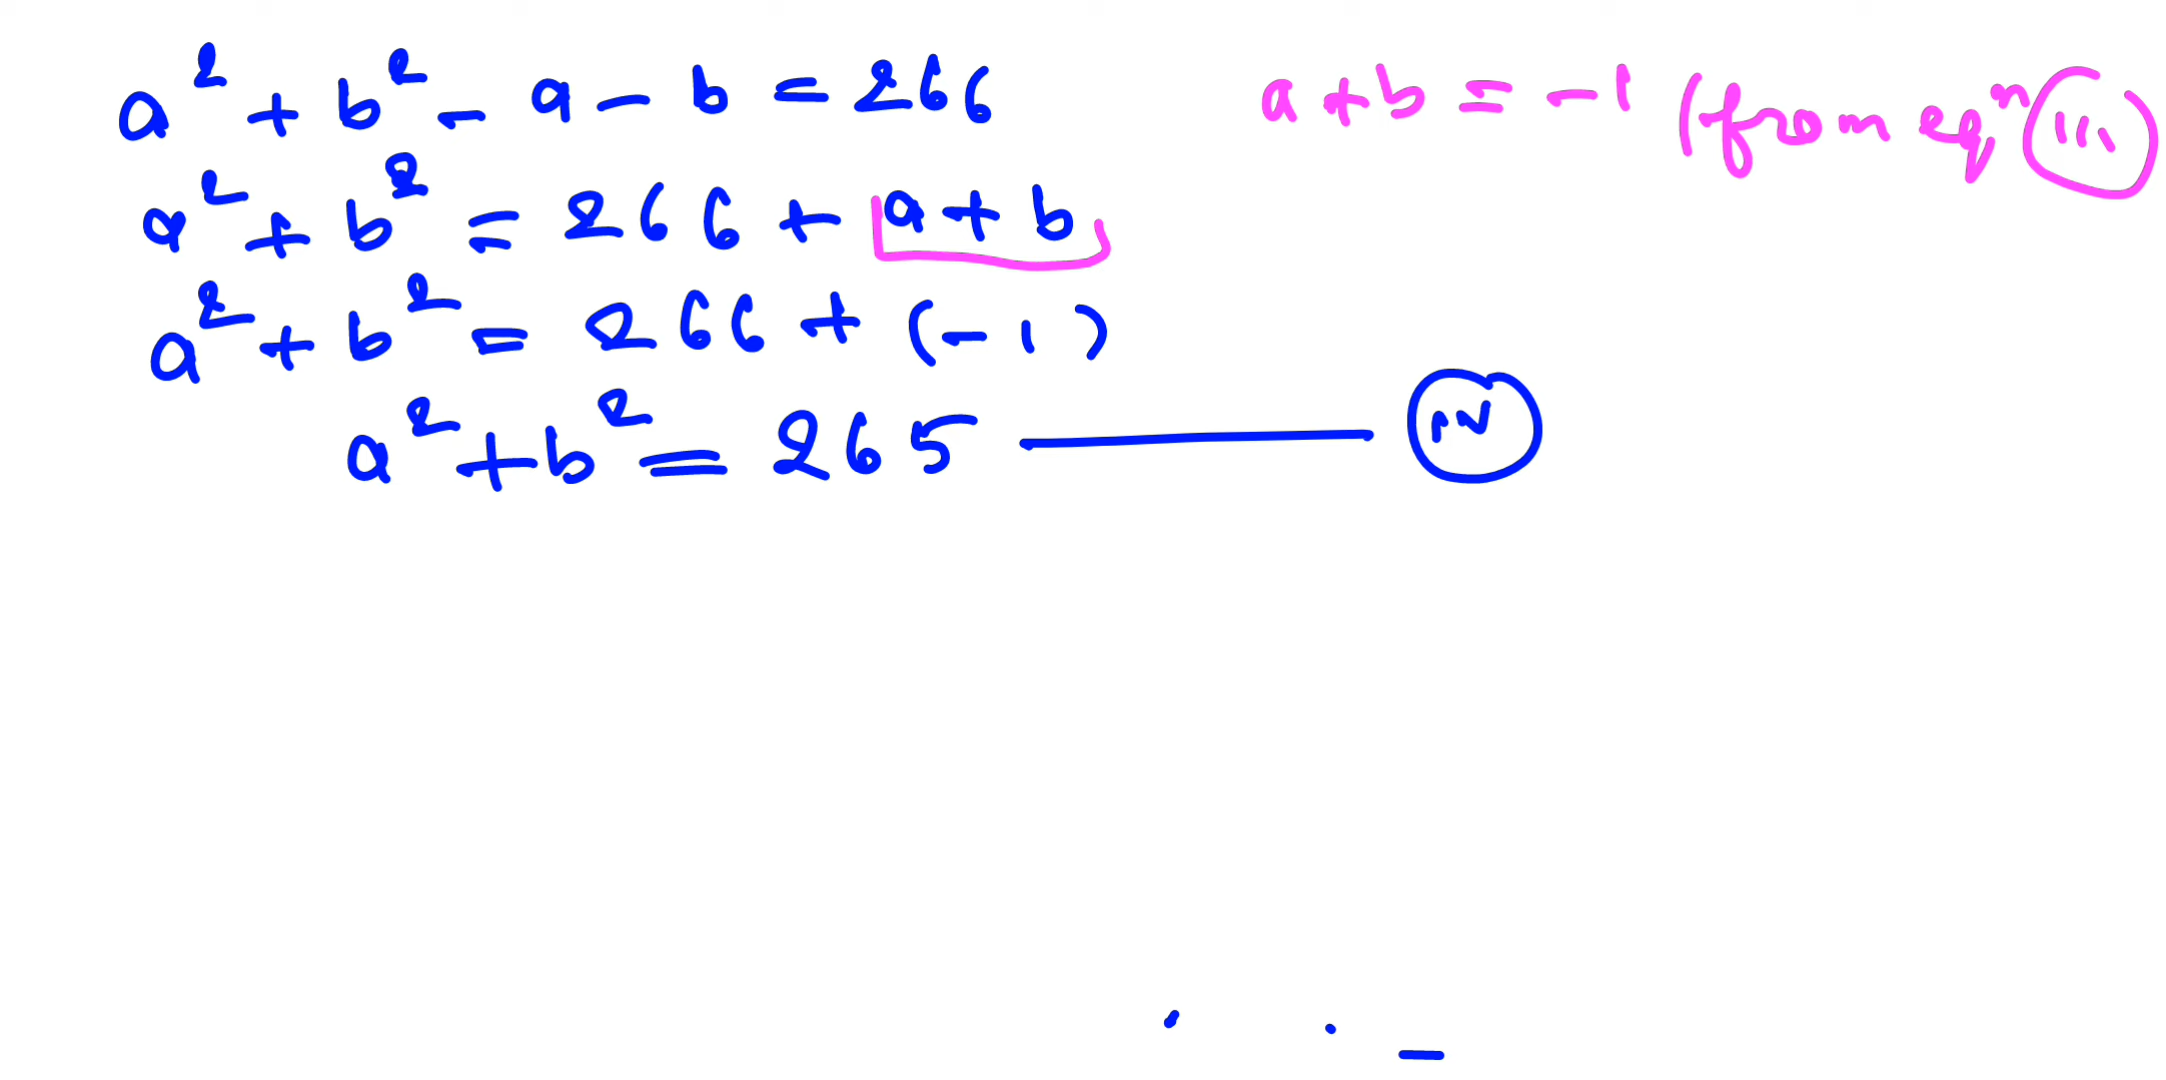 a² + b² - a - b = 266 a + b = -1 (from eqⁿ (iii)
a² + b² = 266 + a + b
a² + b² = 266 + (-1)
a² + b² = 265 ——— (iv)